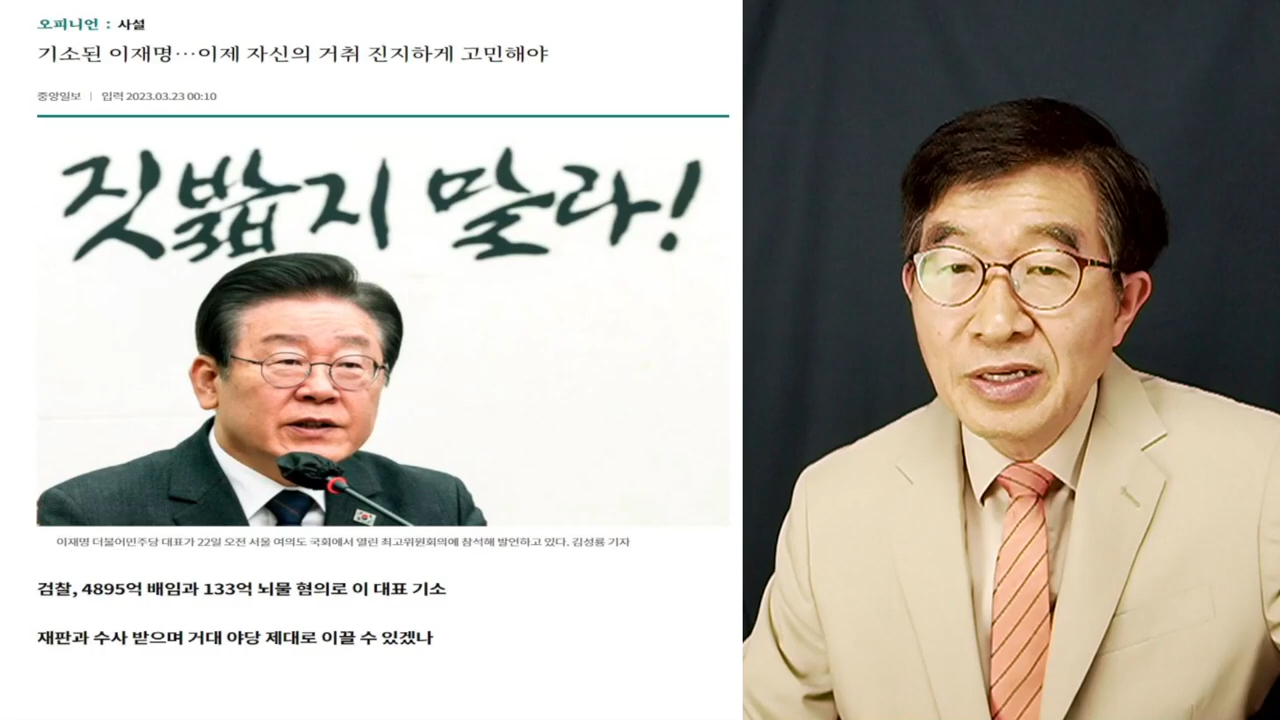 오피니언 : 사설
기소된 이재명…이제 자신의 거취 진지하게 고민해야
중앙일보 | 입력 2023.03.23 00:10
짓밟지 말라!
이재명 더불어민주당 대표가 22일 오전 서울 여의도 국회에서 열린 최고위원회의에 참석해 발언하고 있다. 김성룡 기자
검찰, 4895억 배임과 133억 뇌물 혐의로 이 대표 기소
재판과 수사 받으며 거대 야당 제대로 이끌 수 있겠나